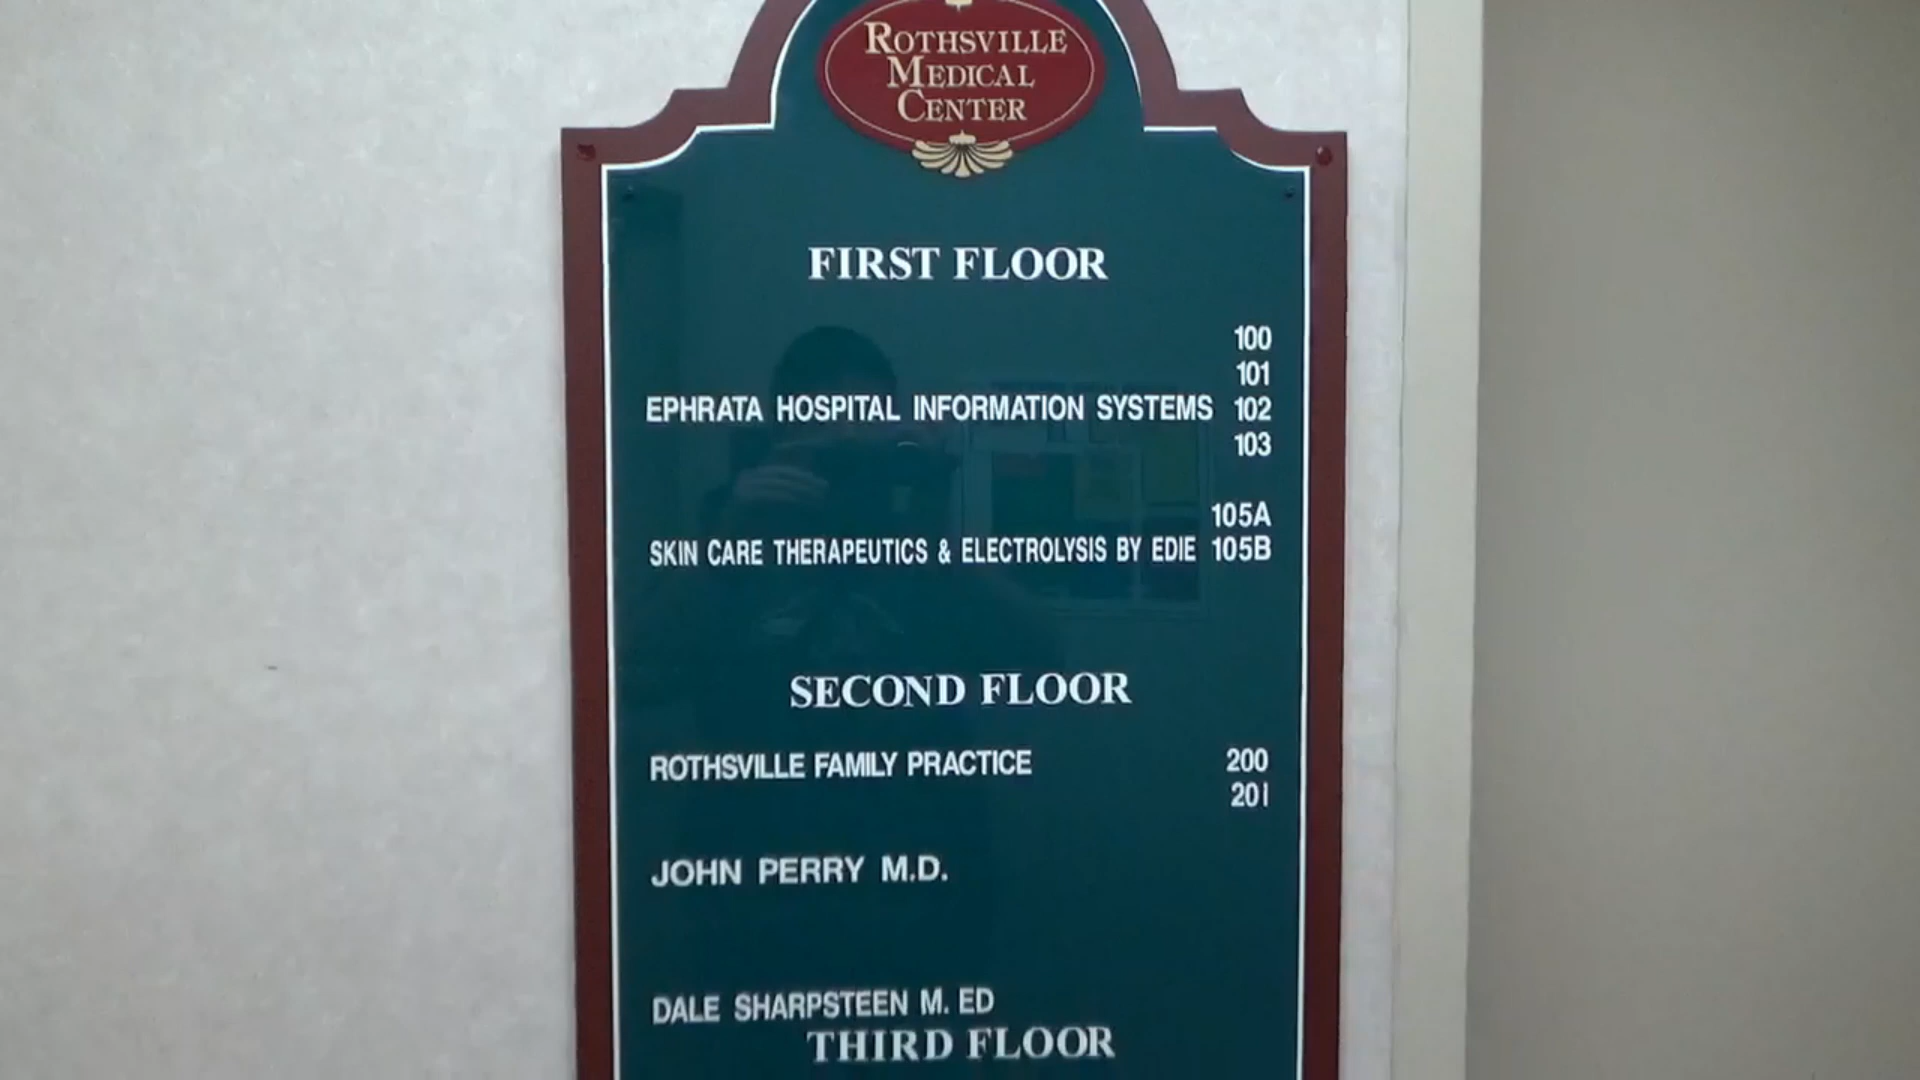 ROTHSVILLE
MEDICAL
CENTER
FIRST FLOOR
100
101
EPHRATA HOSPITAL INFORMATION SYSTEMS 102
103
105A
SKIN CARE THERAPEUTICS & ELECTROLYSIS BY EDIE 105B
SECOND FLOOR
ROTHSVILLE FAMILY PRACTICE 200
201
JOHN PERRY M.D.
DALE SHARPSTEEN M. ED
THIRD FLOOR